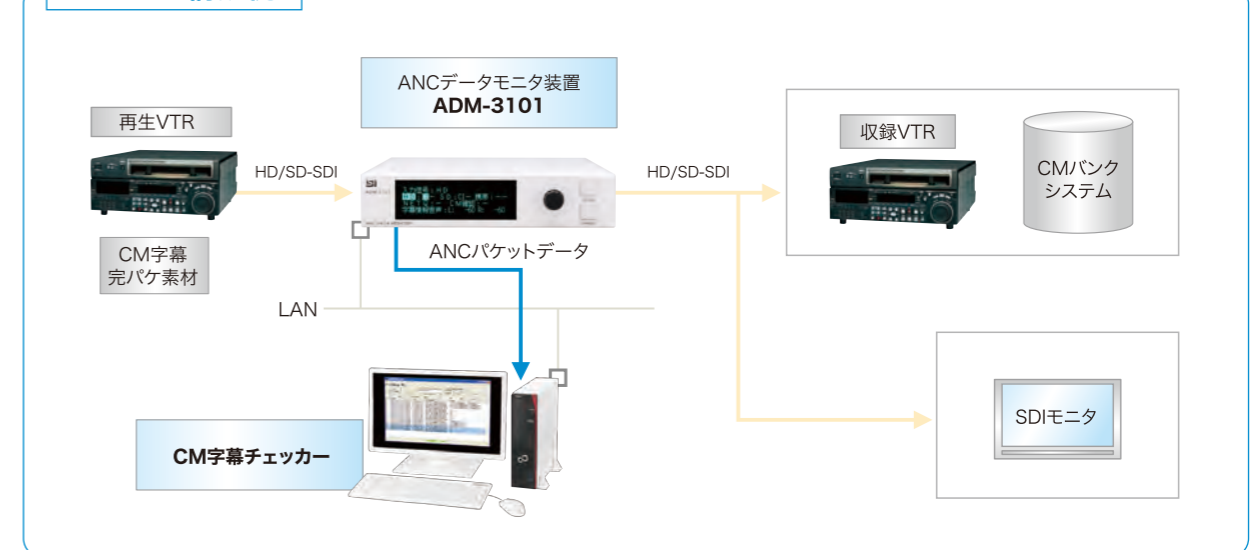 ANCデータモニタ装置
ADM-3101
再生VTR
収録VTR
CMバンク
システム
HD/SD-SDI
HD/SD-SDI
CM字幕
完パケ素材
ANCパケットデータ
LAN
SDIモニタ
CM字幕チェッカー